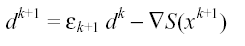 d^{k+1} = ε_{k+1} d^k − ∇S(x^{k+1})